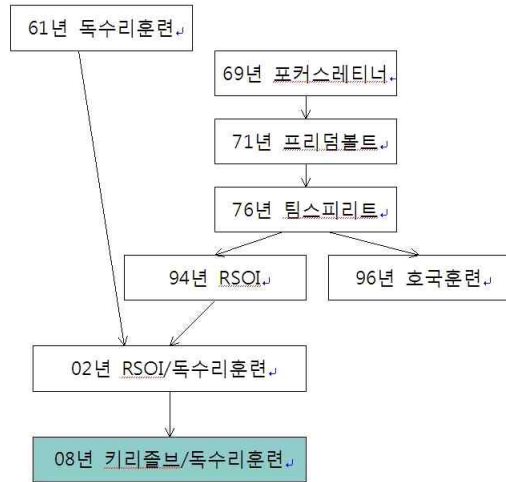 61년 독수리훈련
69년 포커스레티너
71년 프리덤볼트
76년 팀스피리트
94년 RSOI
96년 호국훈련
02년 RSOI/독수리훈련
08년 키리졸브/독수리훈련